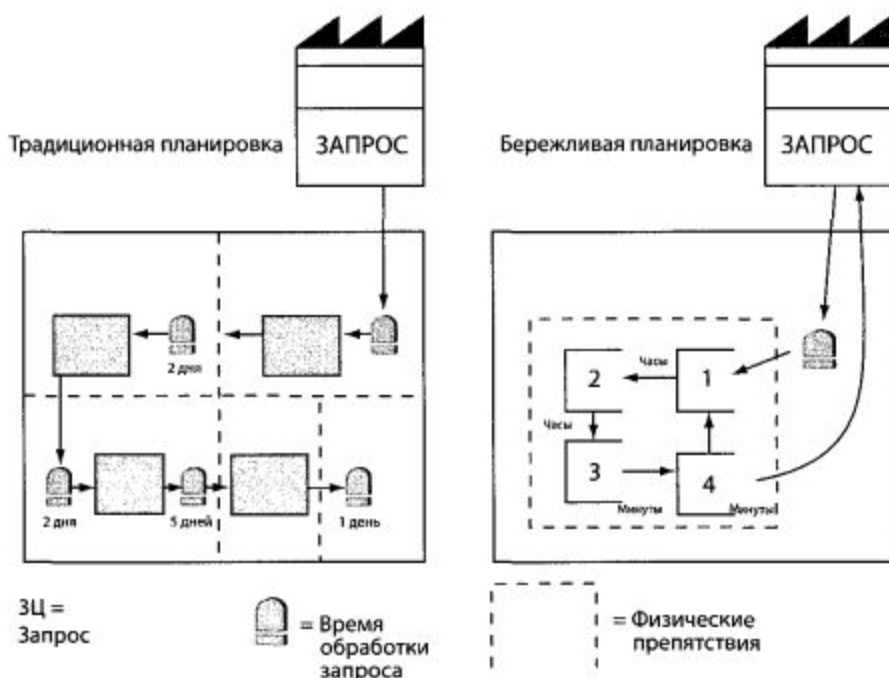 Традиционная планировка
ЗАПРОС
2 дня
2 дня
5 дней
1 день
Бережливая планировка
ЗАПРОС
Часы
2
1
Часы
3
4
Минуты
Минуты
ЗЦ =
Запрос
= Время
обработки
запроса
= Физические
препятствия